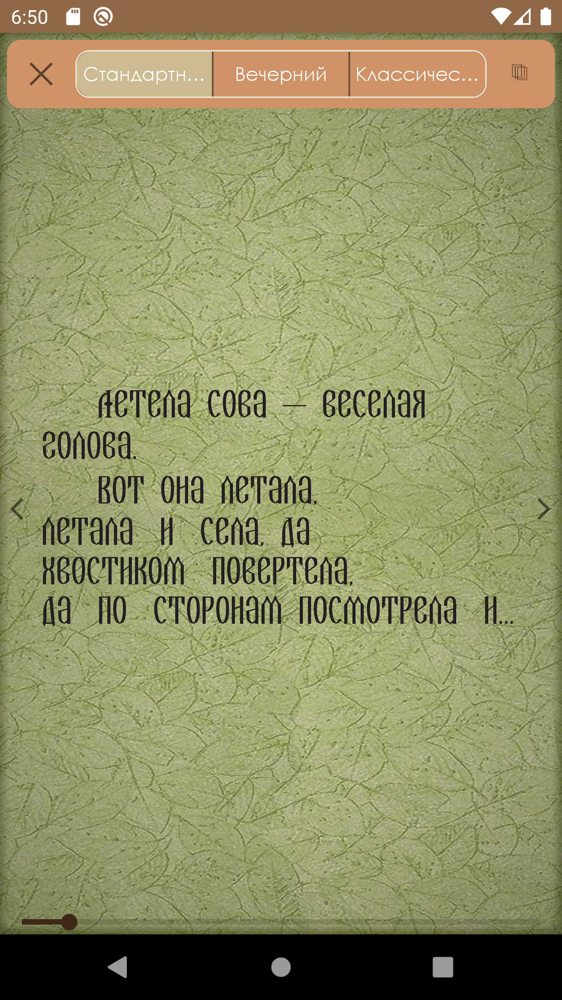 6:50
Стандартн... Вечерний Классичес...
Летела сова — веселая
голова.
Вот она летала,
летала и села, да
хвостиком повертела,
да по сторонам посмотрела и...